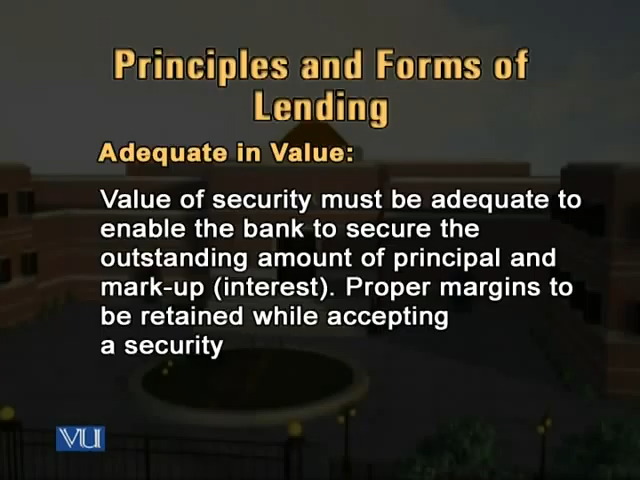 Principles and Forms of
Lending
Adequate in Value:
Value of security must be adequate to
enable the bank to secure the
outstanding amount of principal and
mark-up (interest). Proper margins to
be retained while accepting
a security
VU